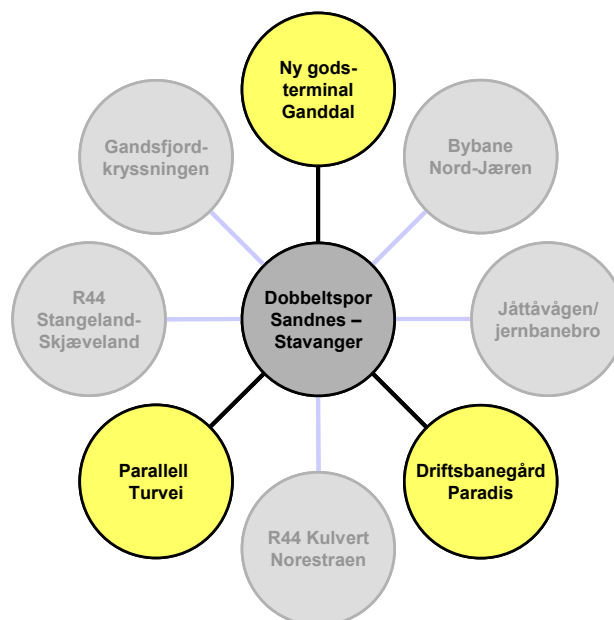 Ny gods-
terminal
Ganddal
Gandsfjord-
kryssningen
Bybane
Nord-Jæren
R44
Stangeland-
Skjæveland
Dobbeltspor
Sandnes –
Stavanger
Jåttåvågen/
jernbanebro
Parallell
Turvei
Driftsbanegård
Paradis
R44 Kulvert
Norestraen